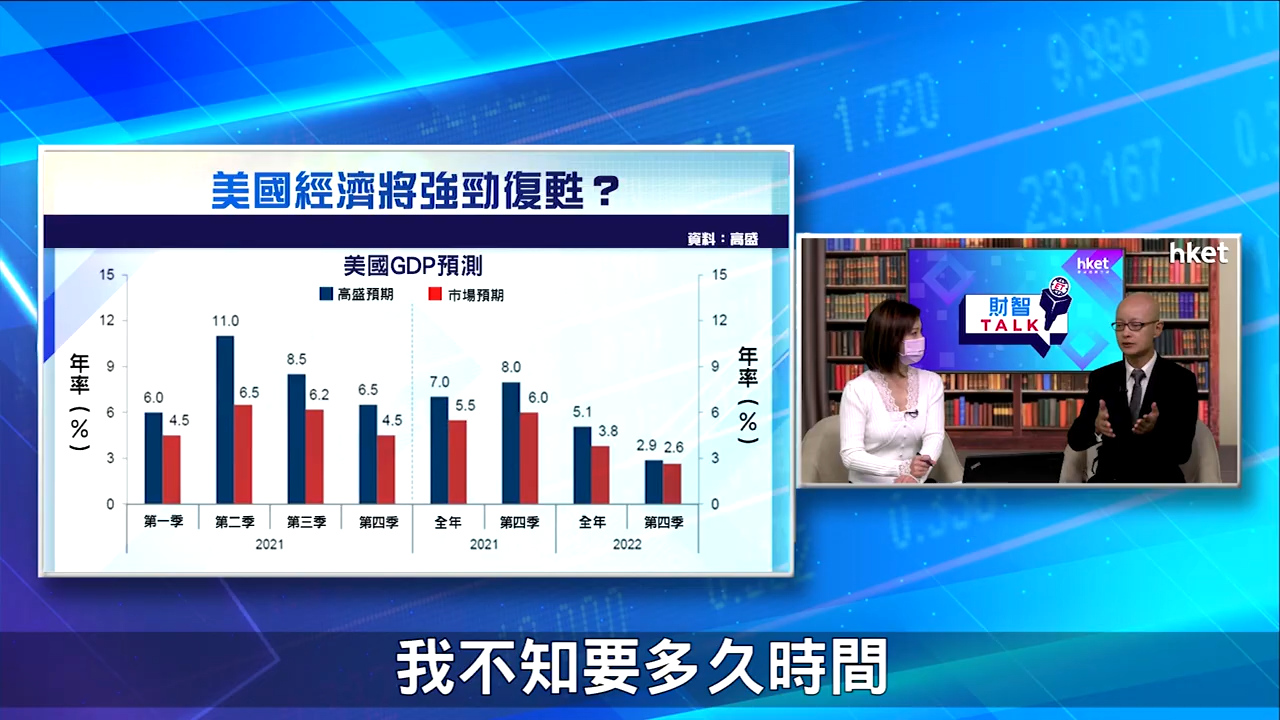 美國經濟將強勁復甦？
資料：高盛
美國GDP預測
高盛預期 市場預期
年率（%）
年率（%）
15 15
12 12
9 9
6 6
3 3
0 0
6.0 4.5 11.0 6.5 8.5 6.2 6.5 4.5 7.0 5.5 8.0 6.0 5.1 3.8 2.9 2.6
第一季 第二季 第三季 第四季 全年 第四季 全年 第四季
2021 2021 2022
hket
hket
財智
TALK
9,996
1.720
233,167
我不知要多久時間